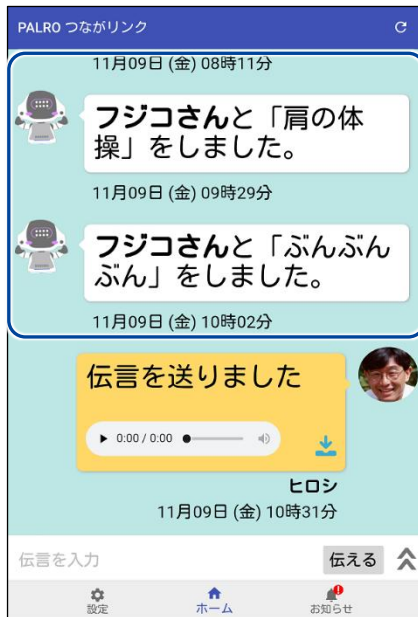 PALRO つながリンク
11月09日 (金) 08時11分
フジコさんと「肩の体
操」をしました。
11月09日 (金) 09時29分
フジコさんと「ぶんぶん
ぶん」をしました。
11月09日 (金) 10時02分
伝言を送りました
0:00 / 0:00
ヒロシ
11月09日 (金) 10時31分
伝言を入力
伝える
設定
ホーム
お知らせ